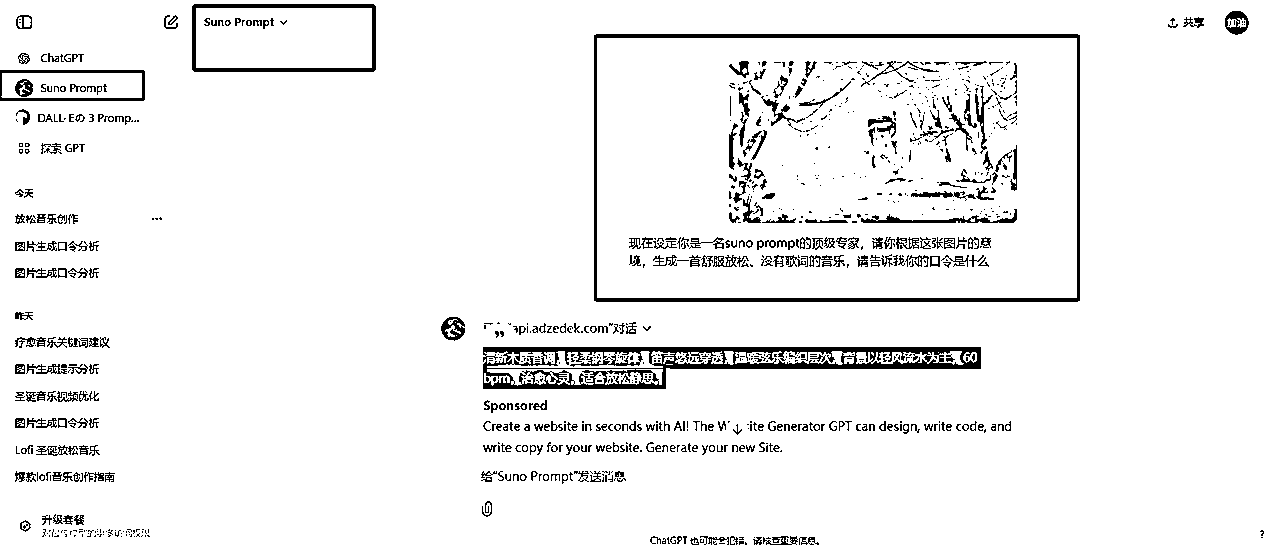 Suno Prompt
共享
加油
ChatGPT
Suno Prompt
DALL·Eの 3 Promp...
探索 GPT
今天
放松音乐创作
图片生成口令分析
图片生成口令分析
昨天
疗愈音乐关键词建议
图片生成提示分析
圣诞音乐视频优化
图片生成口令分析
Lofi 圣诞放松音乐
爆款lofi音乐创作指南
升级套餐
现在设定你是一名suno prompt的顶级专家，请你根据这张图片的意
境，生成一首舒服放松、没有歌词的音乐，请告诉我你的口令是什么
"api.adzedek.com"对话
清新木质音调，轻柔钢琴旋律，笛声悠远穿透，温暖弦乐编织层次，背景以轻风流水为主，60
bpm，治愈心灵，适合放松静思。
Sponsored
Create a website in seconds with AI! The W ite Generator GPT can design, write code, and
write copy for your website. Generate your new Site.
给"Suno Prompt"发送消息
ChatGPT 也可能会犯错。请核查重要信息。
?